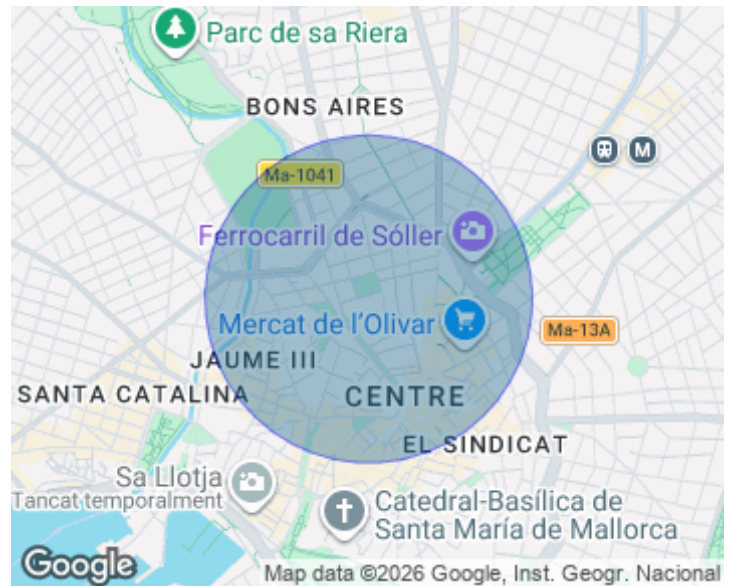 Parc de sa Riera
BONS AIRES
Ma-1041
M
Ferrocarril de Sóller
Mercat de l'Olivar
Ma-13A
JAUME III
SANTA CATALINA
CENTRE
EL SINDICAT
Sa Llotja
Tancat temporalment
Catedral-Basílica de
Santa María de Mallorca
Google
Map data ©2026 Google, Inst. Geogr. Nacional